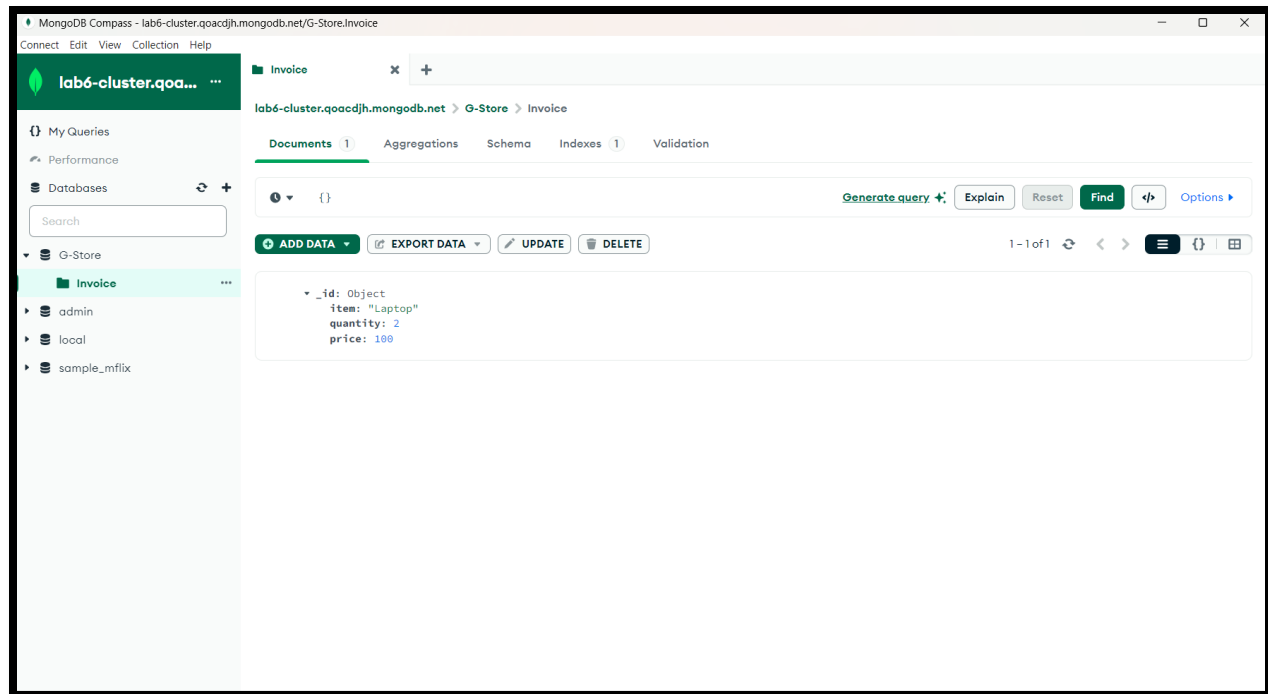 MongoDB Compass - lab6-cluster.qoacdjh.mongodb.net/G-Store.Invoice
Connect Edit View Collection Help
lab6-cluster.qoa... ...
Invoice
lab6-cluster.qoacdjh.mongodb.net > G-Store > Invoice
{} My Queries
Performance
Databases
Search
G-Store
Invoice ...
admin
local
sample_mflix
Documents 1 Aggregations Schema Indexes 1 Validation
{} Generate query Explain Reset Find </> Options
ADD DATA EXPORT DATA UPDATE DELETE 1 – 1 of 1 {}
_id: Object
item: "Laptop"
quantity: 2
price: 100